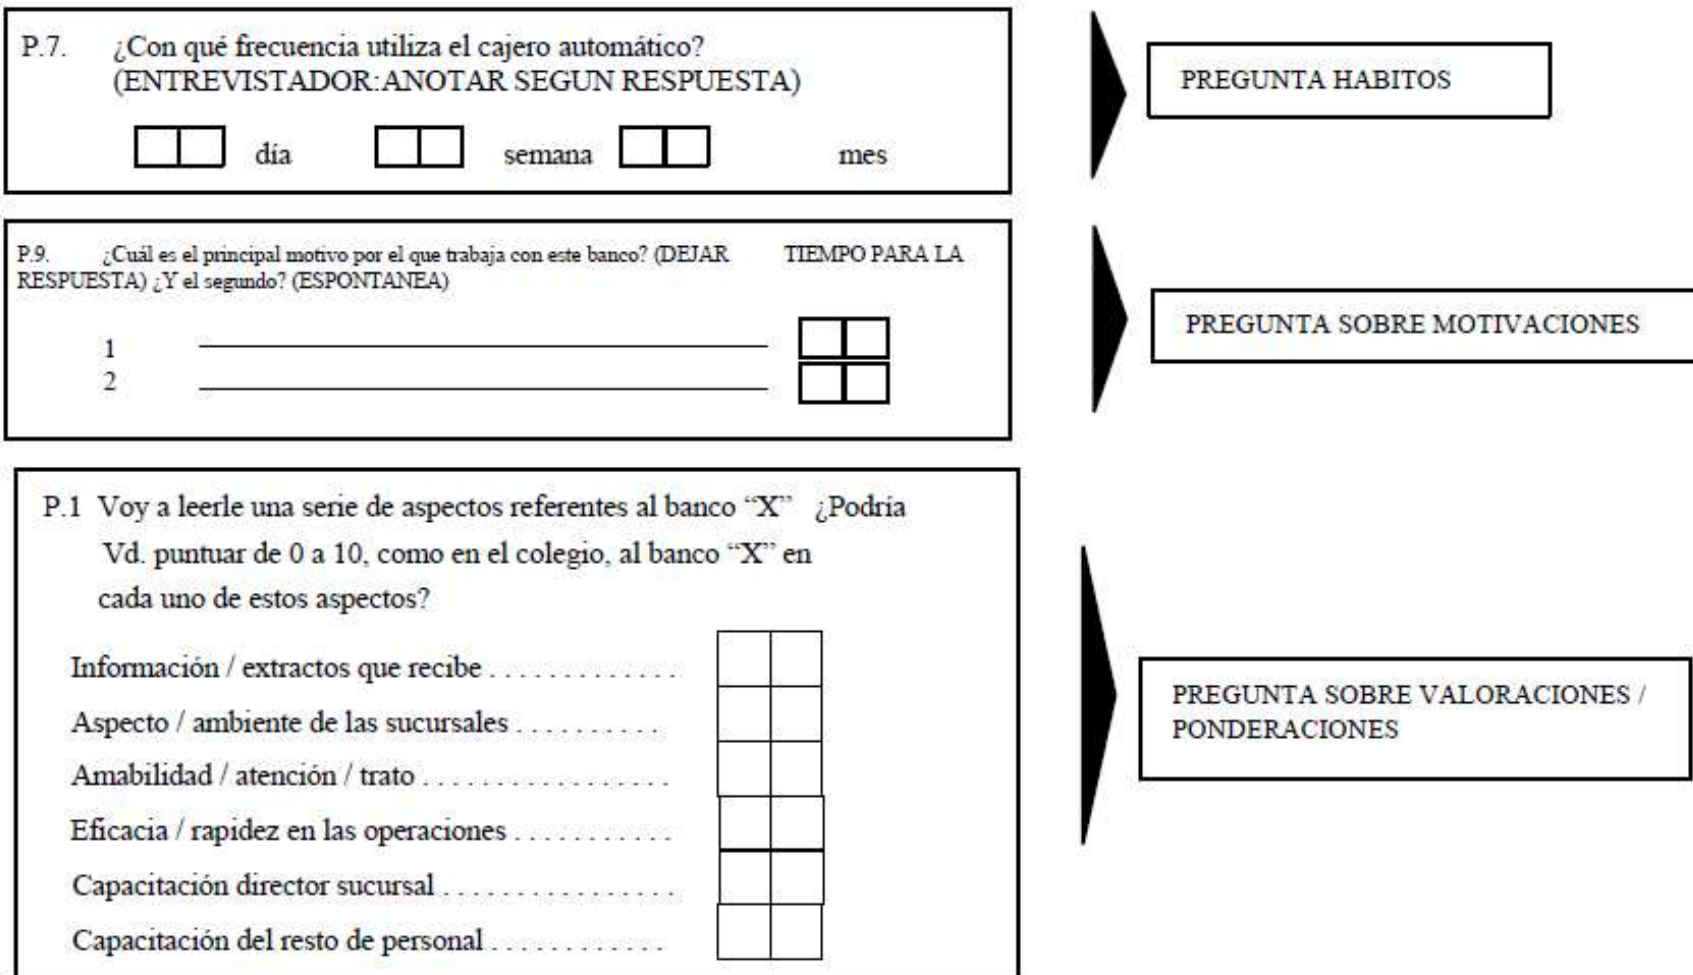 P.7. ¿Con qué frecuencia utiliza el cajero automático?
(ENTREVISTADOR:ANOTAR SEGUN RESPUESTA)
día semana mes
PREGUNTA HABITOS
P.9. ¿Cuál es el principal motivo por el que trabaja con este banco? (DEJAR TIEMPO PARA LA
RESPUESTA) ¿Y el segundo? (ESPONTANEA)
1
2
PREGUNTA SOBRE MOTIVACIONES
P.1 Voy a leerle una serie de aspectos referentes al banco “X” ¿Podría
Vd. puntuar de 0 a 10, como en el colegio, al banco “X” en
cada uno de estos aspectos?
Información / extractos que recibe . . . . . . . . . . . . .
Aspecto / ambiente de las sucursales . . . . . . . . . .
Amabilidad / atención / trato . . . . . . . . . . . . . . . . .
Eficacia / rapidez en las operaciones . . . . . . . . . . .
Capacitación director sucursal . . . . . . . . . . . . . . . .
Capacitación del resto de personal . . . . . . . . . . . .
PREGUNTA SOBRE VALORACIONES /
PONDERACIONES